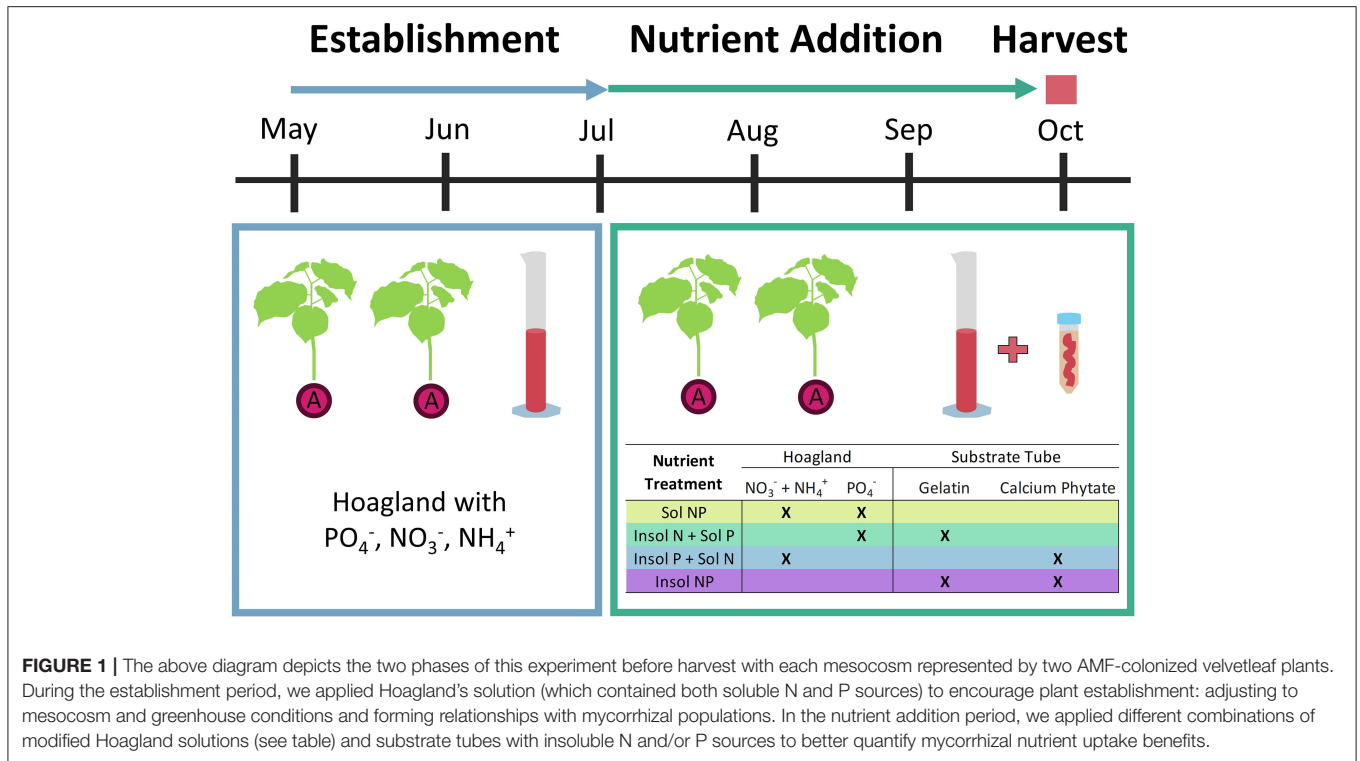 Establishment Nutrient Addition Harvest
May Jun Jul Aug Sep Oct
A A A A
Hoagland with
PO₄⁻, NO₃⁻, NH₄⁺
Nutrient Treatment Hoagland Substrate Tube
NO₃⁻ + NH₄⁺ PO₄⁻ Gelatin Calcium Phytate
Sol NP X X
Insol N + Sol P X X
Insol P + Sol N X X
Insol NP X X
FIGURE 1 | The above diagram depicts the two phases of this experiment before harvest with each mesocosm represented by two AMF-colonized velvetleaf plants.
During the establishment period, we applied Hoagland's solution (which contained both soluble N and P sources) to encourage plant establishment: adjusting to
mesocosm and greenhouse conditions and forming relationships with mycorrhizal populations. In the nutrient addition period, we applied different combinations of
modified Hoagland solutions (see table) and substrate tubes with insoluble N and/or P sources to better quantify mycorrhizal nutrient uptake benefits.